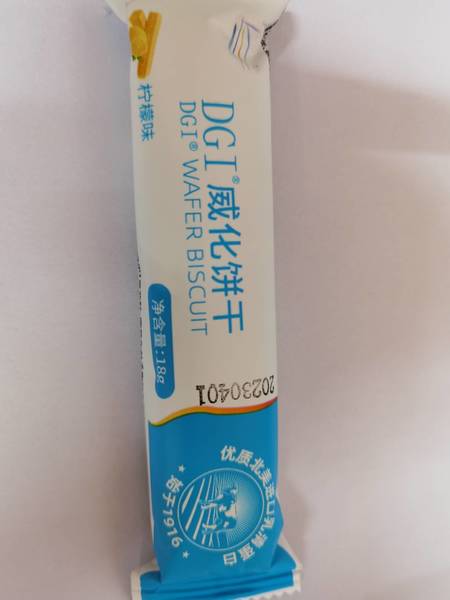 柠檬味
DGI®威化饼干
DGI® WAFER BISCUIT
净含量:18g
20230401
优质北美进口乳清蛋白
始于1916